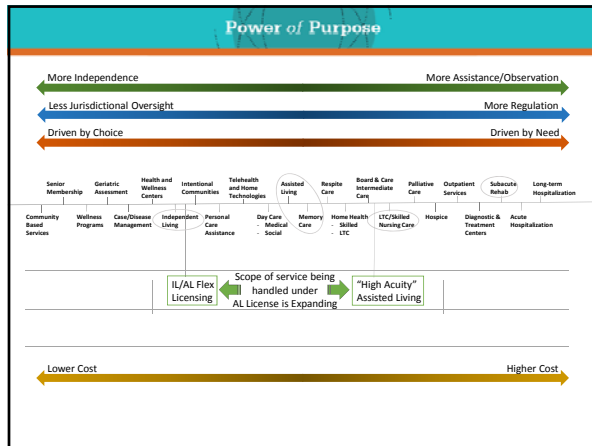 Power of Purpose
More Independence
More Assistance/Observation
Less Jurisdictional Oversight
More Regulation
Driven by Choice
Driven by Need
Senior
Membership
Geriatric
Assessment
Health and
Wellness
Centers
Intentional
Communities
Telehealth
and Home
Technologies
Assisted
Living
Respite
Care
Board & Care
Intermediate
Care
Palliative
Care
Outpatient
Services
Subacute
Rehab
Long-term
Hospitalization
Community
Based
Services
Wellness
Programs
Case/Disease
Management
Independent
Living
Personal
Care
Assistance
Day Care
- Medical
- Social
Memory
Care
Home Health
- Skilled
- LTC
LTC/Skilled
Nursing Care
Hospice
Diagnostic &
Treatment
Centers
Acute
Hospitalization
IL/AL Flex
Licensing
Scope of service being
handled under
AL License is Expanding
"High Acuity"
Assisted Living
Lower Cost
Higher Cost